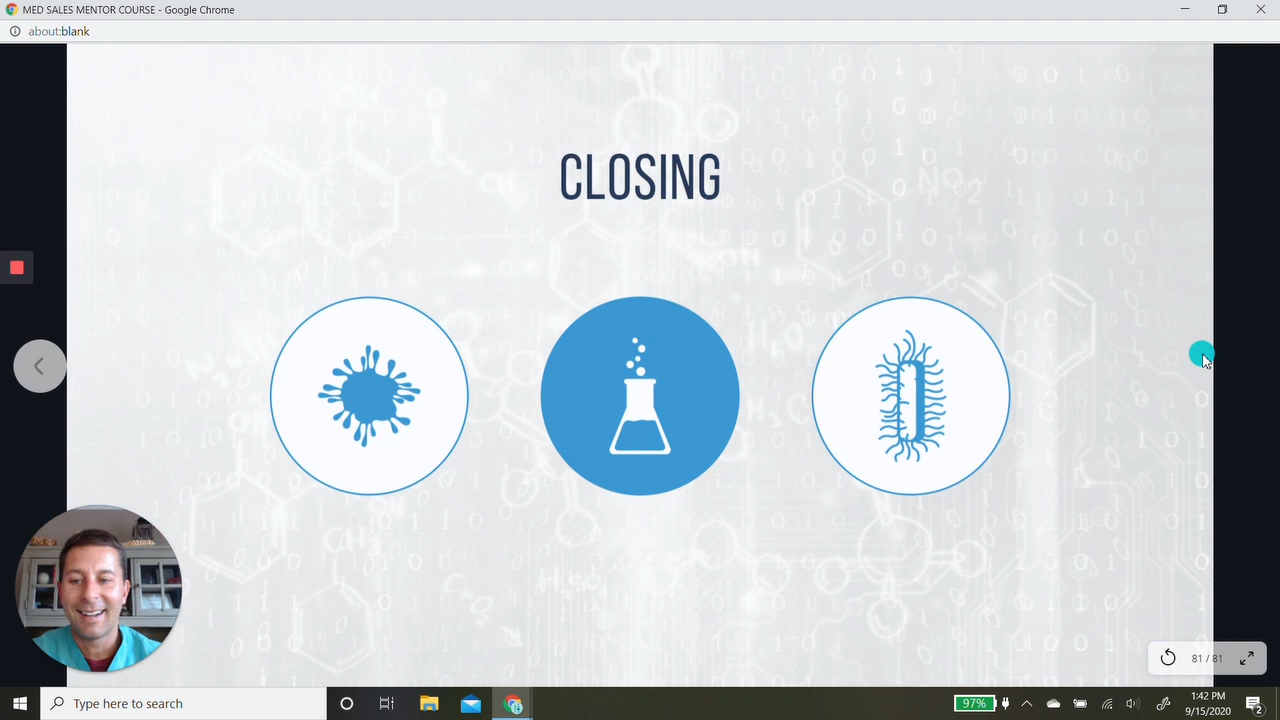 MED SALES MENTOR COURSE - Google Chrome
about:blank
CLOSING
81 / 81
Type here to search
97%
1:42 PM
9/15/2020
2